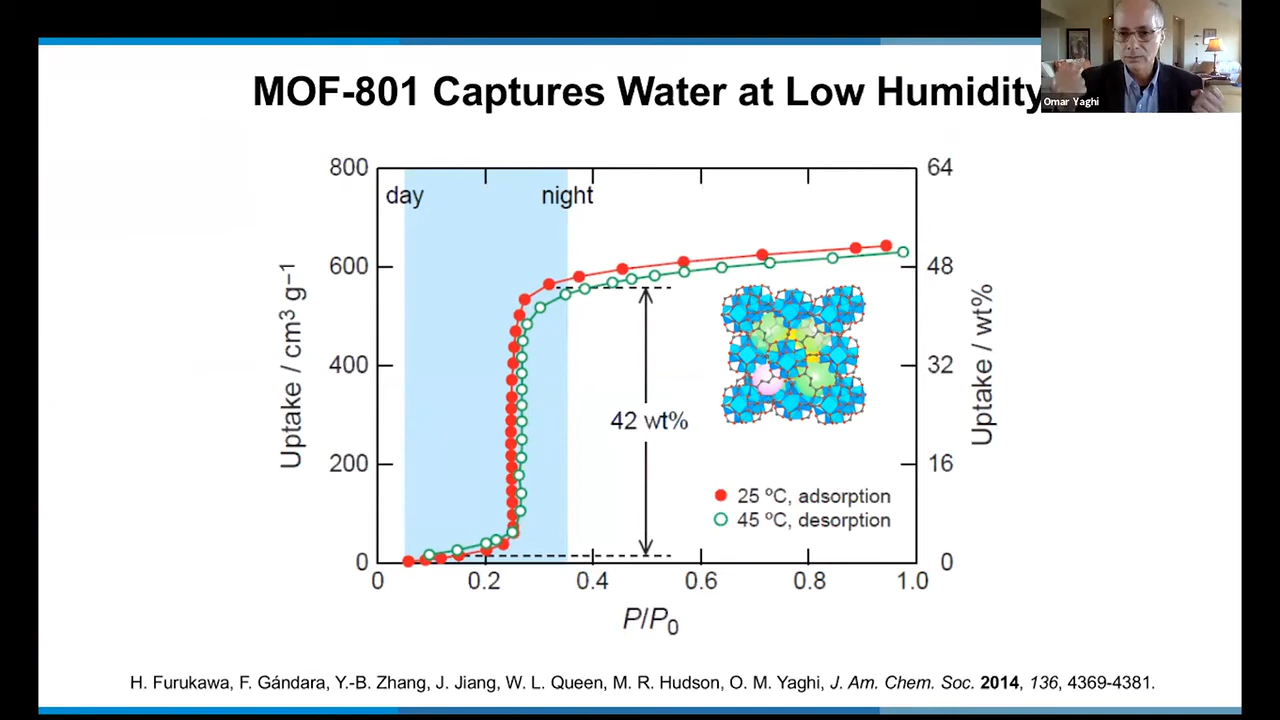 MOF-801 Captures Water at Low Humidity
Omar Yaghi
800
600
400
200
0
Uptake / cm³ g−1
day
night
64
48
32
16
0
Uptake / wt%
42 wt%
25 ºC, adsorption
45 ºC, desorption
0
0.2
0.4
0.6
0.8
1.0
P/P₀
H. Furukawa, F. Gándara, Y.-B. Zhang, J. Jiang, W. L. Queen, M. R. Hudson, O. M. Yaghi, J. Am. Chem. Soc. 2014, 136, 4369-4381.